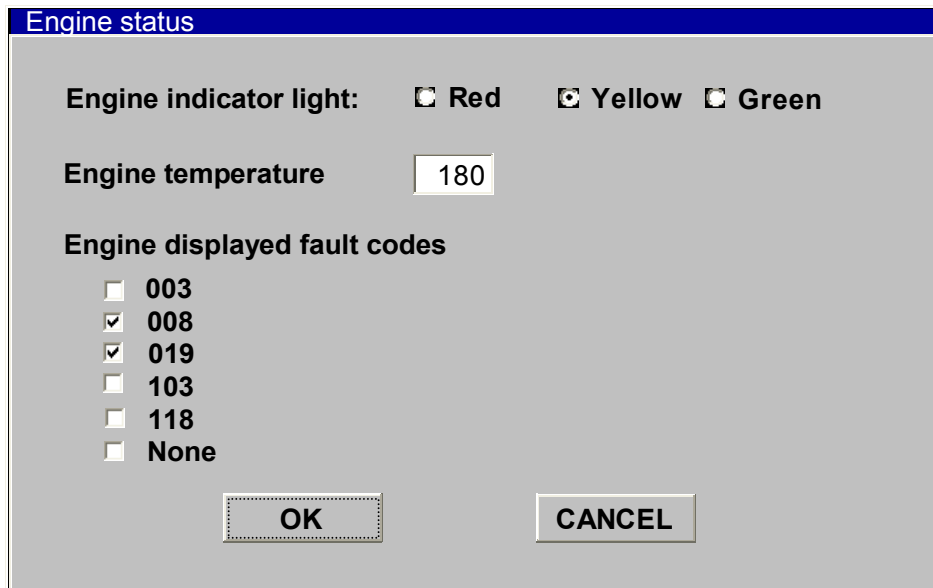 Engine status
Engine indicator light: Red Yellow Green
Engine temperature 180
Engine displayed fault codes
003
008
019
103
118
None
OK CANCEL